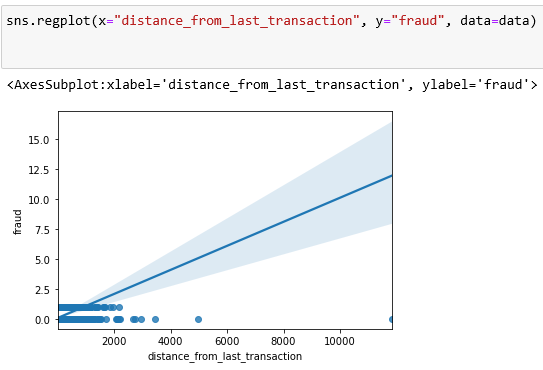 sns.regplot(x="distance_from_last_transaction", y="fraud", data=data)
<AxesSubplot:xlabel='distance_from_last_transaction', ylabel='fraud'>
15.0
12.5
10.0
7.5
5.0
2.5
0.0
fraud
2000 4000 6000 8000 10000
distance_from_last_transaction